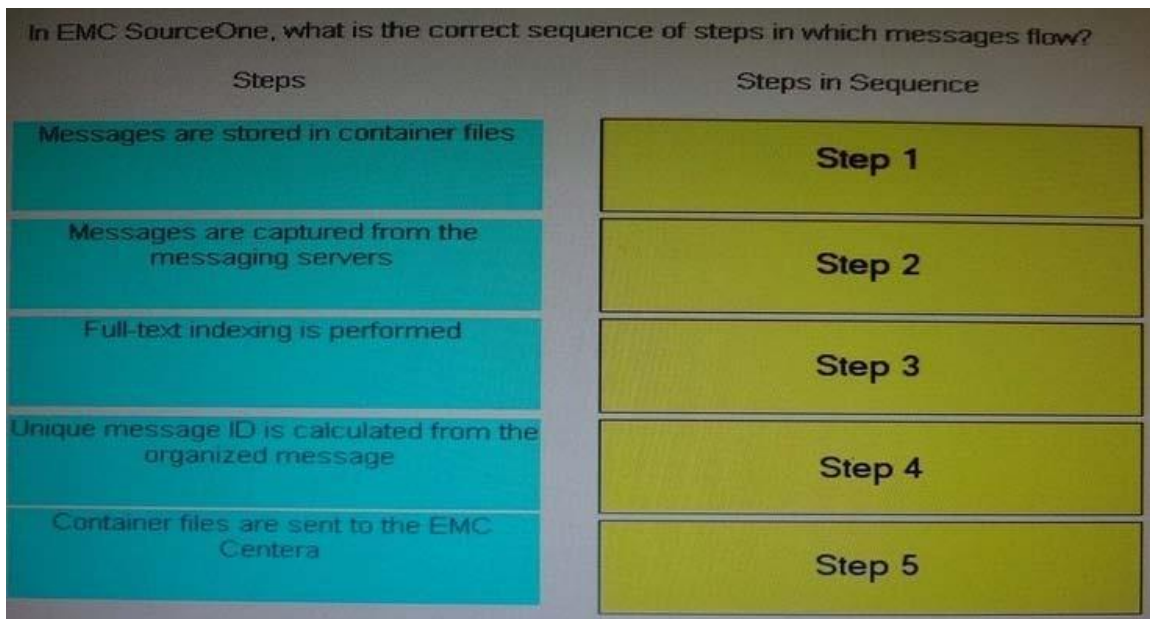 In EMC SourceOne, what is the correct sequence of steps in which messages flow?
Steps
Steps in Sequence
Messages are stored in container files
Step 1
Messages are captured from the
messaging servers
Step 2
Full-text indexing is performed
Step 3
Unique message ID is calculated from the
organized message
Step 4
Container files are sent to the EMC
Centera
Step 5